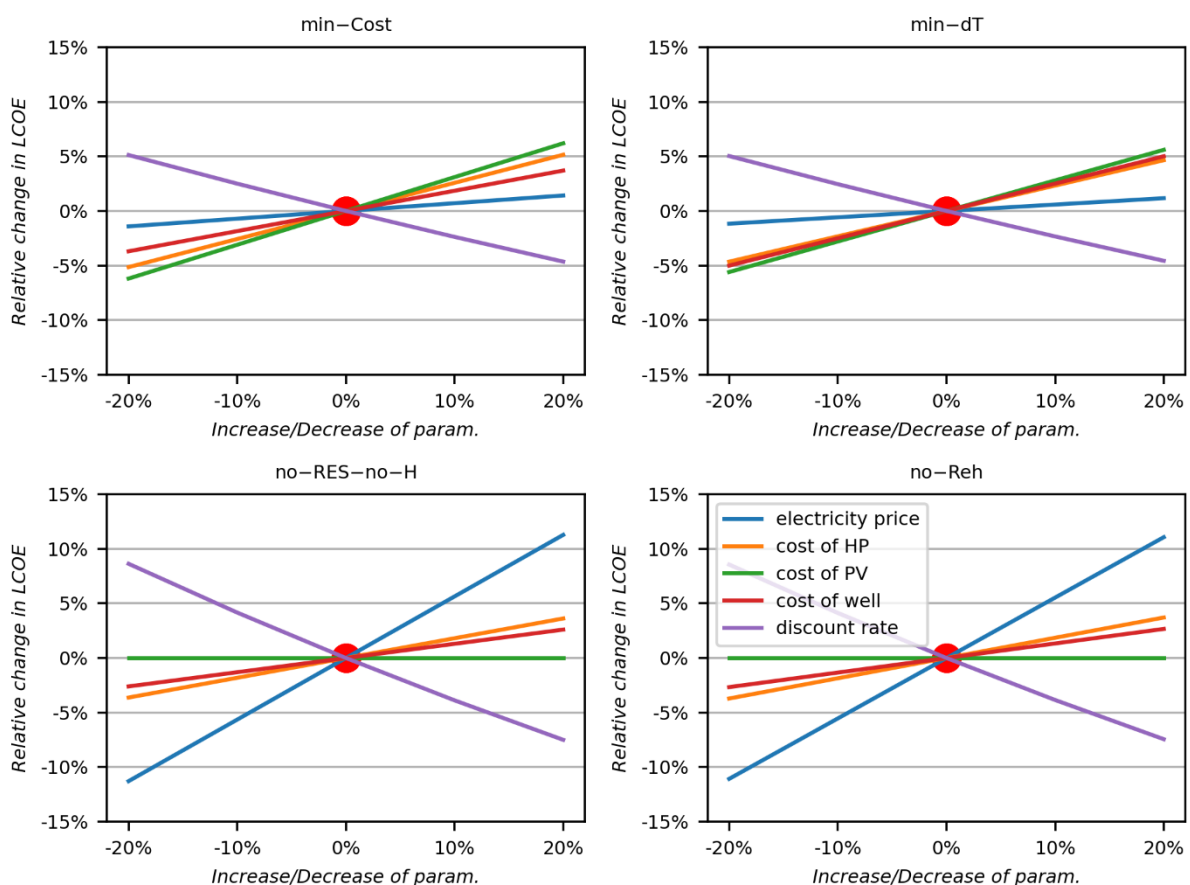 min−Cost
15%
10%
5%
0%
-5%
-10%
-15%
Relative change in LCOE
-20%
-10%
0%
10%
20%
Increase/Decrease of param.
min−dT
15%
10%
5%
0%
-5%
-10%
-15%
Relative change in LCOE
-20%
-10%
0%
10%
20%
Increase/Decrease of param.
no−RES−no−H
15%
10%
5%
0%
-5%
-10%
-15%
Relative change in LCOE
-20%
-10%
0%
10%
20%
Increase/Decrease of param.
no−Reh
15%
10%
5%
0%
-5%
-10%
-15%
Relative change in LCOE
electricity price
cost of HP
cost of PV
cost of well
discount rate
-20%
-10%
0%
10%
20%
Increase/Decrease of param.